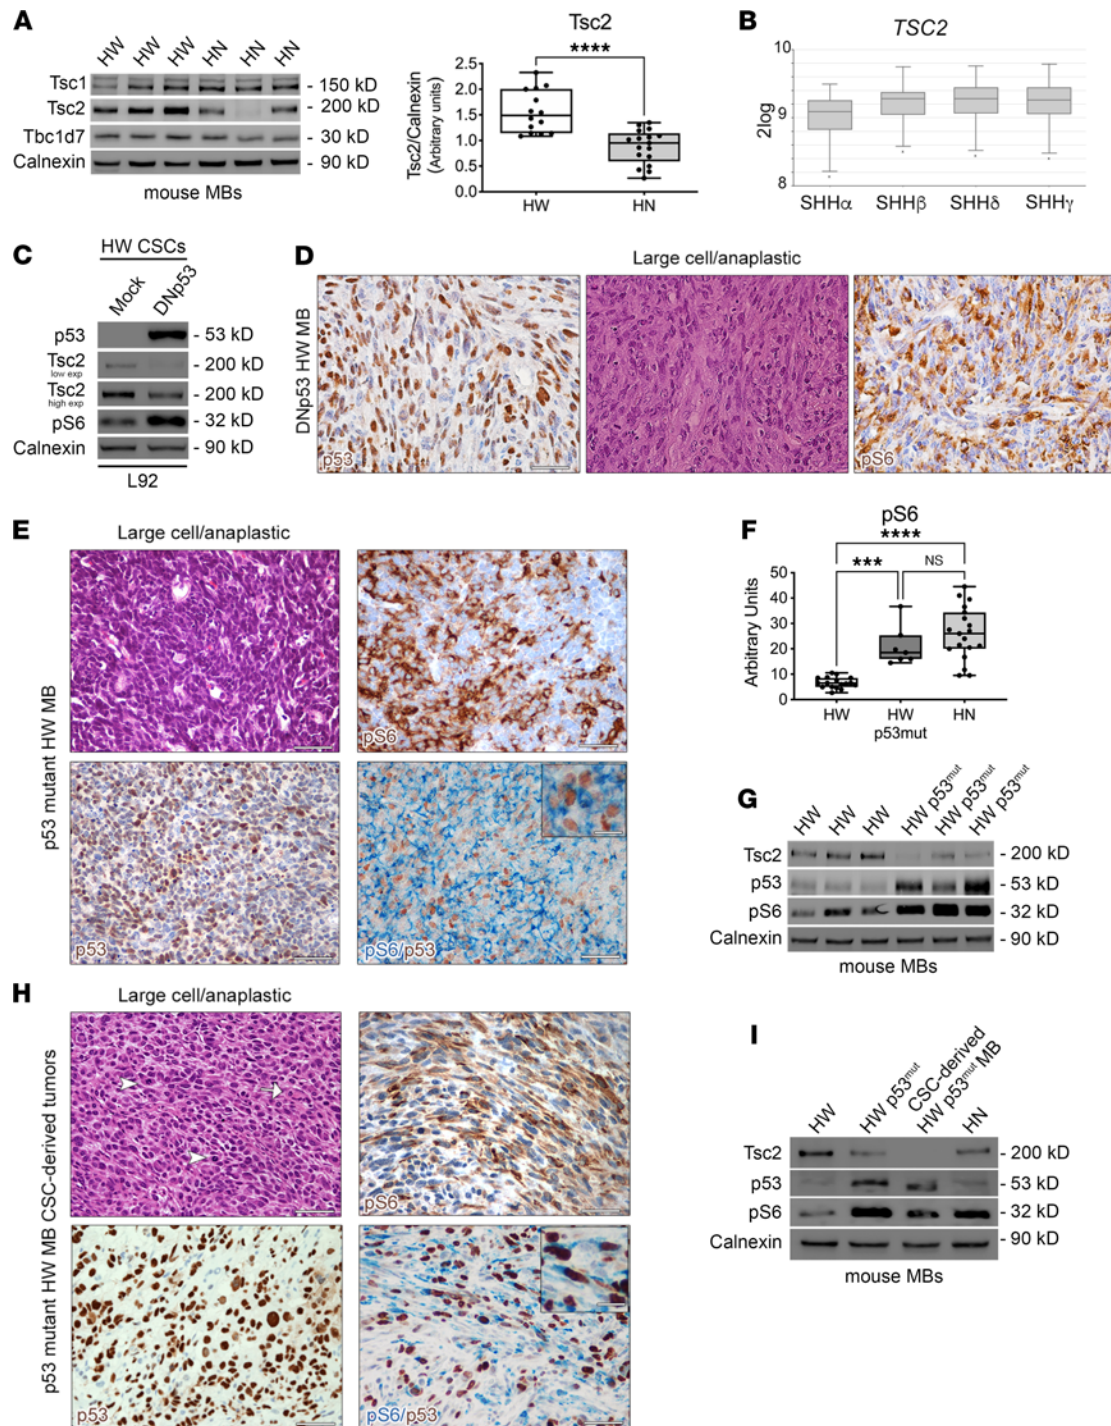 A
HW HW HW HN HN HN
Tsc1 - 150 kD
Tsc2 - 200 kD
Tbc1d7 - 30 kD
Calnexin - 90 kD
mouse MBs
Tsc2
****
Tsc2/Calnexin
(Arbitrary units)
2.5
2.0
1.5
1.0
0.5
0.0
HW HN
B
TSC2
2log
10
9
8
SHHα SHHβ SHHδ SHHγ
C
HW CSCs
Mock DNp53
p53 - 53 kD
Tsc2 - 200 kD
low exp
Tsc2 - 200 kD
high exp
pS6 - 32 kD
Calnexin - 90 kD
L92
D
Large cell/anaplastic
DNp53 HW MB
p53
pS6
E
Large cell/anaplastic
p53 mutant HW MB
pS6
p53
pS6/p53
F
pS6
****
*** NS
Arbitrary Units
50
40
30
20
10
0
HW HW HN
p53mut
G
HW HW HW HW p53mut HW p53mut HW p53mut
Tsc2 - 200 kD
p53 - 53 kD
pS6 - 32 kD
Calnexin - 90 kD
mouse MBs
H
Large cell/anaplastic
p53 mutant HW MB CSC-derived tumors
pS6
p53
pS6/p53
I
HW HW p53mut CSC-derived HW p53mut MB HN
Tsc2 - 200 kD
p53 - 53 kD
pS6 - 32 kD
Calnexin - 90 kD
mouse MBs